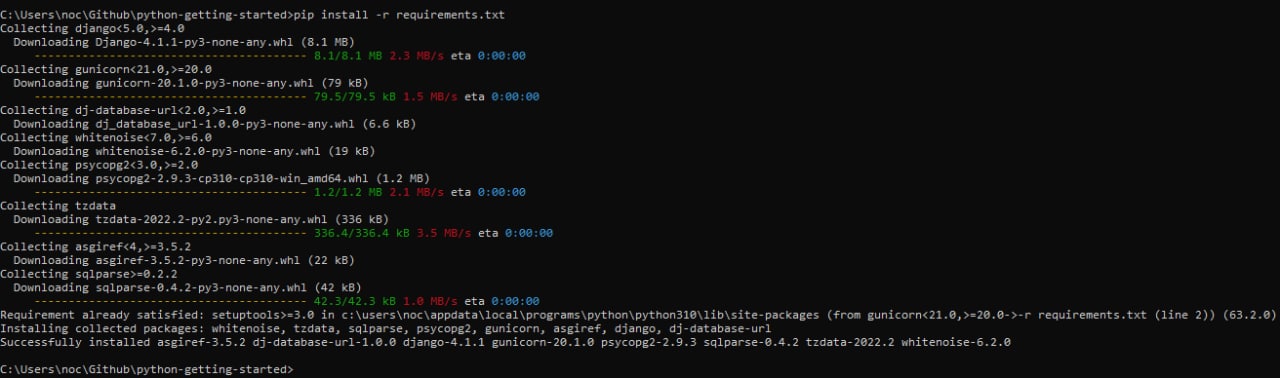 C:\Users\noc\Github\python-getting-started>pip install -r requirements.txt
Collecting django<5.0,>=4.0
  Downloading Django-4.1.1-py3-none-any.whl (8.1 MB)
     ---------------------------------------- 8.1/8.1 MB 2.3 MB/s eta 0:00:00
Collecting gunicorn<21.0,>=20.0
  Downloading gunicorn-20.1.0-py3-none-any.whl (79 kB)
     ---------------------------------------- 79.5/79.5 kB 1.5 MB/s eta 0:00:00
Collecting dj-database-url<2.0,>=1.0
  Downloading dj_database_url-1.0.0-py3-none-any.whl (6.6 kB)
Collecting whitenoise<7.0,>=6.0
  Downloading whitenoise-6.2.0-py3-none-any.whl (19 kB)
Collecting psycopg2<3.0,>=2.0
  Downloading psycopg2-2.9.3-cp310-cp310-win_amd64.whl (1.2 MB)
     ---------------------------------------- 1.2/1.2 MB 2.1 MB/s eta 0:00:00
Collecting tzdata
  Downloading tzdata-2022.2-py2.py3-none-any.whl (336 kB)
     ---------------------------------------- 336.4/336.4 kB 3.5 MB/s eta 0:00:00
Collecting asgiref<4,>=3.5.2
  Downloading asgiref-3.5.2-py3-none-any.whl (22 kB)
Collecting sqlparse>=0.2.2
  Downloading sqlparse-0.4.2-py3-none-any.whl (42 kB)
     ---------------------------------------- 42.3/42.3 kB 1.0 MB/s eta 0:00:00
Requirement already satisfied: setuptools>=3.0 in c:\users\noc\appdata\local\programs\python\python310\lib\site-packages (from gunicorn<21.0,>=20.0->-r requirements.txt (line 2)) (63.2.0)
Installing collected packages: whitenoise, tzdata, sqlparse, psycopg2, gunicorn, asgiref, django, dj-database-url
Successfully installed asgiref-3.5.2 dj-database-url-1.0.0 django-4.1.1 gunicorn-20.1.0 psycopg2-2.9.3 sqlparse-0.4.2 tzdata-2022.2 whitenoise-6.2.0
C:\Users\noc\Github\python-getting-started>